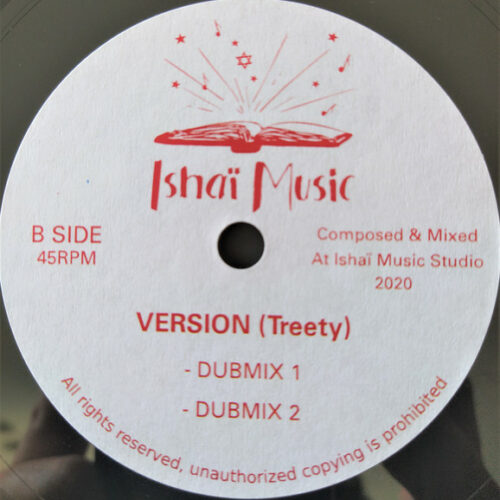 Ishaï Music
B SIDE
45RPM
Composed & Mixed
At Ishaï Music Studio
2020
VERSION (Treety)
- DUBMIX 1
- DUBMIX 2
All rights reserved, unauthorized copying is prohibited